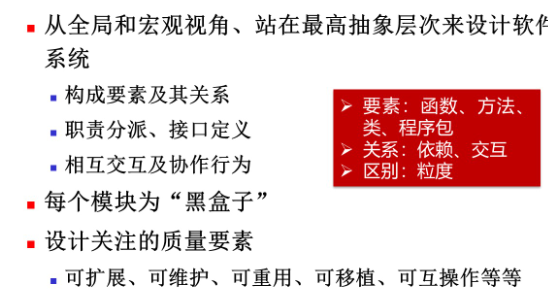 从全局和宏观视角、站在最高抽象层次来设计软件
系统
构成要素及其关系
职责分派、接口定义
相互交互及协作行为
要素：函数、方法、
类、程序包
关系：依赖、交互
区别：粒度
每个模块为“黑盒子”
设计关注的质量要素
可扩展、可维护、可重用、可移植、可互操作等等